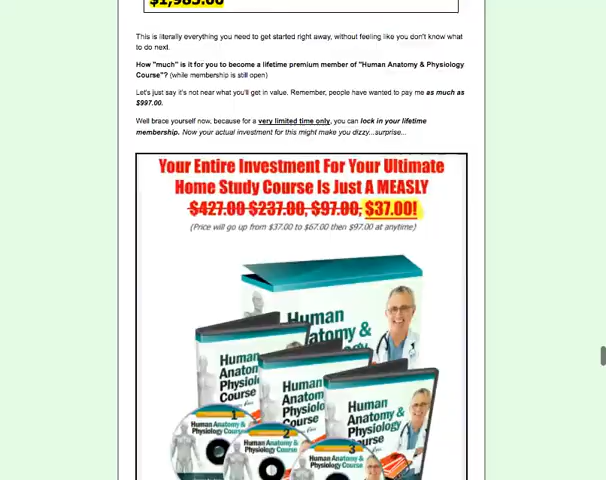 $1,985.00
This is literally everything you need to get started right away, without feeling like you don't know what
to do next.
How "much" is it for you to become a lifetime premium member of "Human Anatomy & Physiology
Course"? (while membership is still open)
Let's just say it's not near what you'll get in value. Remember, people have wanted to pay me as much as
$997.00.
Well brace yourself now, because for a very limited time only, you can lock in your lifetime
membership. Now your actual investment for this might make you dizzy...surprise...
Your Entire Investment For Your Ultimate
Home Study Course Is Just A MEASLY
$427.00 $237.00, $97.00, $37.00!
(Price will go up from $37.00 to $67.00 then $97.00 at anytime)
Human
Anatomy &
Human
Human
Human
Anatomy &
Physiology
Course
1
Human Anatomy &
Physiology Course
2
Human Anatomy &
Physiology Course
3
Human Anatomy &
Physiology Course